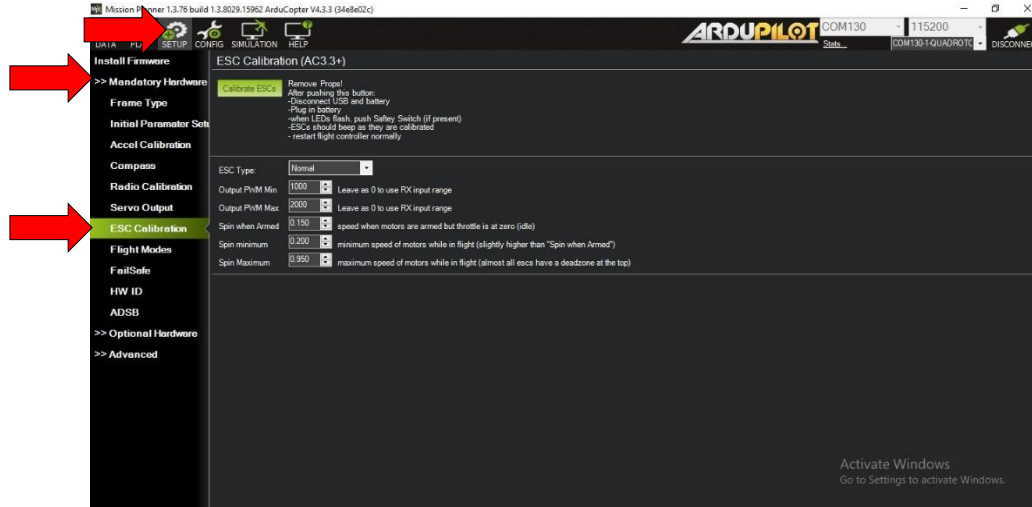 Mission Planner 1.3.76 build 1.3.8029.15962 ArduCopter V4.3.3 (34e8e02c)
DATA SETUP CONFIG SIMULATION HELP
ARDUPILOT
COM130 115200
Stats... COM130-1-QUADROTC DISCONNEC
Install Firmware
>> Mandatory Hardware
Frame Type
Initial Parameter Setu
Accel Calibration
Compass
Radio Calibration
Servo Output
ESC Calibration
Flight Modes
FailSafe
HW ID
ADSB
>> Optional Hardware
>> Advanced
ESC Calibration (AC3.3+)
Calibrate ESCs
Remove Props!
After pushing this button:
-Disconnect USB and battery
-Plug in battery
-when LEDs flash, push Saftey Switch (if present)
-ESCs should beep as they are calibrated
- restart flight controller normally
ESC Type: Normal
Output PWM Min 1000 Leave as 0 to use RX input range
Output PWM Max 2000 Leave as 0 to use RX input range
Spin when Armed 0.150 speed when motors are armed but throttle is at zero (idle)
Spin minimum 0.200 minimum speed of motors while in flight (slightly higher than "Spin when Armed")
Spin Maximum 0.950 maximum speed of motors while in flight (almost all escs have a deadzone at the top)
Activate Windows
Go to Settings to activate Windows.